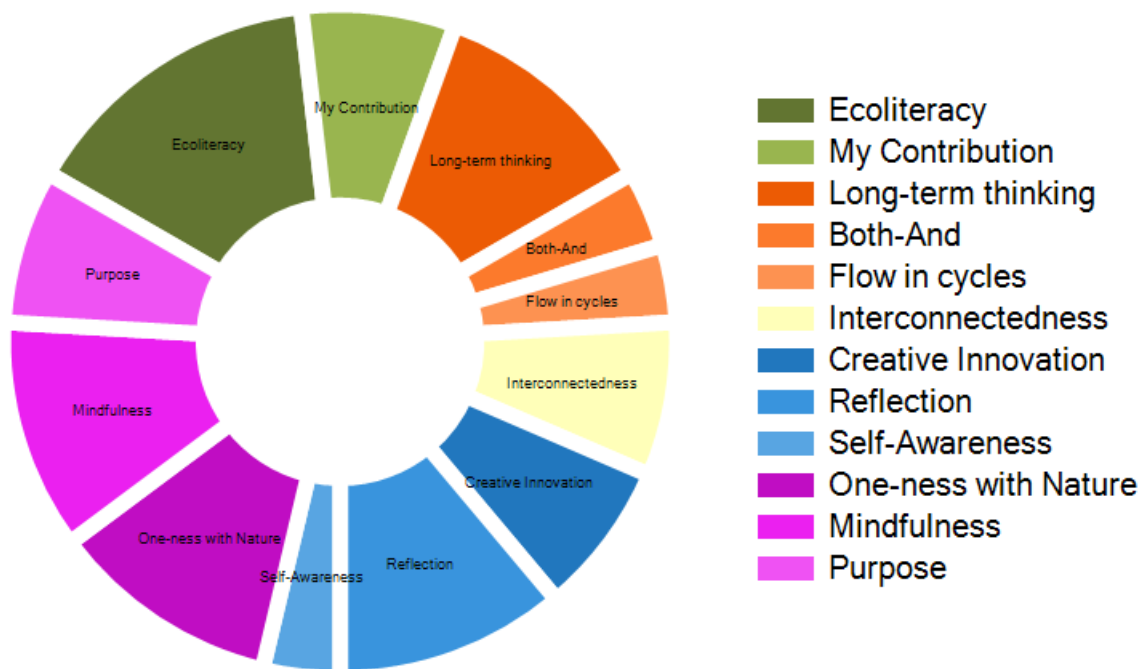 My Contribution
Ecoliteracy
Long-term thinking
Both-And
Purpose
Flow in cycles
Mindfulness
Interconnectedness
Creative Innovation
One-ness with Nature
Reflection
Self-Awareness
Ecoliteracy
My Contribution
Long-term thinking
Both-And
Flow in cycles
Interconnectedness
Creative Innovation
Reflection
Self-Awareness
One-ness with Nature
Mindfulness
Purpose